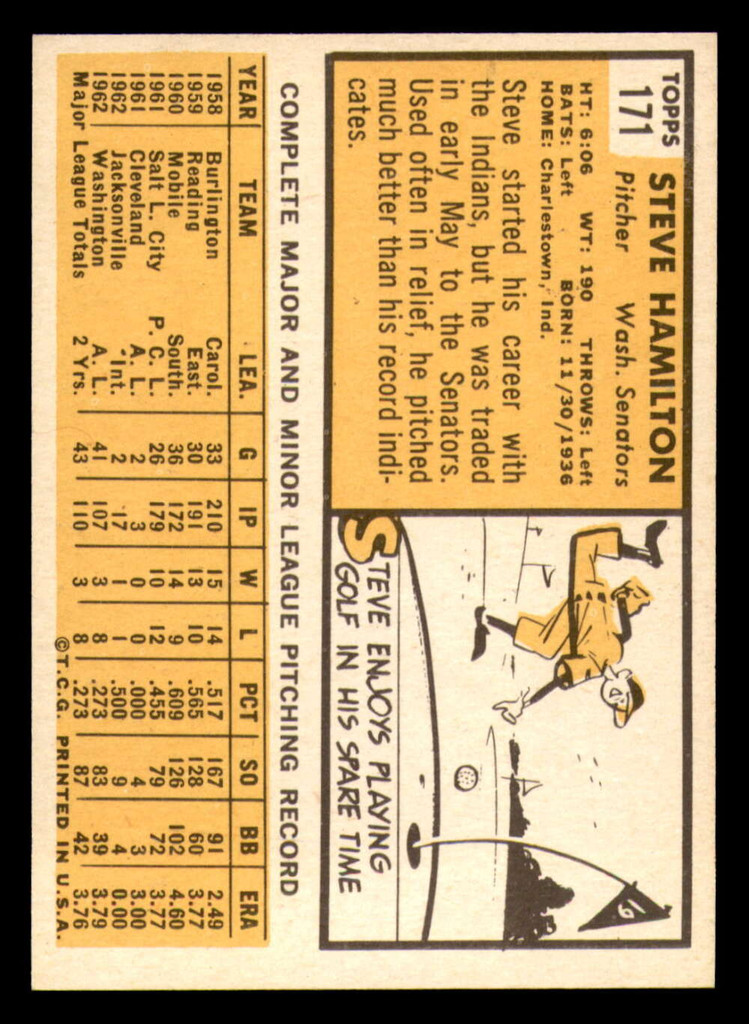 TOPPS
171
STEVE HAMILTON
Pitcher Wash. Senators
HT: 6:06 WT: 190 THROWS: Left
BATS: Left BORN: 11/30/1936
HOME: Charlestown, Ind.
Steve started his career with
the Indians, but he was traded
in early May to the Senators.
Used often in relief, he pitched
much better than his record indi-
cates.
9
STEVE ENJOYS PLAYING
GOLF IN HIS SPARE TIME
COMPLETE MAJOR AND MINOR LEAGUE PITCHING RECORD
YEAR TEAM LEA. G IP W L PCT SO BB ERA
1958 Burlington Carol. 33 210 15 14 .517 167 91 2.49
1959 Reading East. 30 191 13 10 .565 128 60 3.77
1960 Mobile South. 36 172 14 9 .609 126 102 4.60
1961 Salt L. City P. C. L. 26 179 10 12 .455 79 72 3.77
1961 Cleveland A. L. 2 3 0 0 .000 4 3 3.00
1962 Jacksonville Int. 2 17 1 1 .500 9 4 0.00
1962 Washington A. L. 41 107 3 8 .273 83 39 3.79
Major League Totals 2 Yrs. 43 110 3 8 .273 87 42 3.76
©T.C.G. PRINTED IN U.S.A.